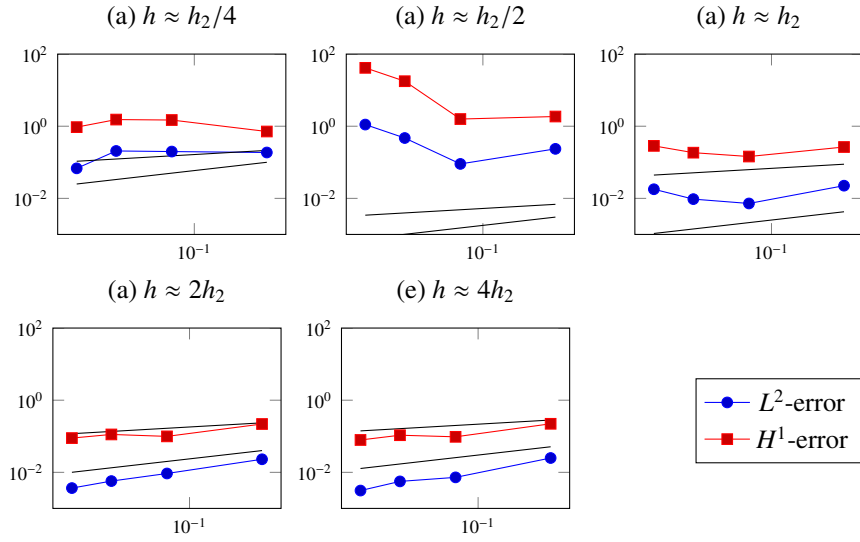 (a) h ≈ h₂/4
(a) h ≈ h₂/2
(a) h ≈ h₂
10²
10⁰
10⁻²
10⁻¹
10²
10⁰
10⁻²
10⁻¹
10²
10⁰
10⁻²
10⁻¹
(a) h ≈ 2h₂
(e) h ≈ 4h₂
10²
10⁰
10⁻²
10⁻¹
10²
10⁰
10⁻²
10⁻¹
L²-error
H¹-error